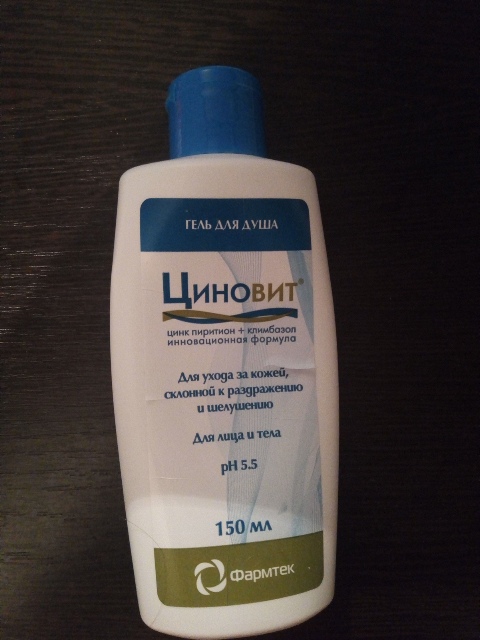 ГЕЛЬ ДЛЯ ДУША
ЦИНОВИТ®
цинк пиритион + климбазол
инновационная формула
Для ухода за кожей,
склонной к раздражению
и шелушению
Для лица и тела
pH 5.5
150 мл
Фармтек